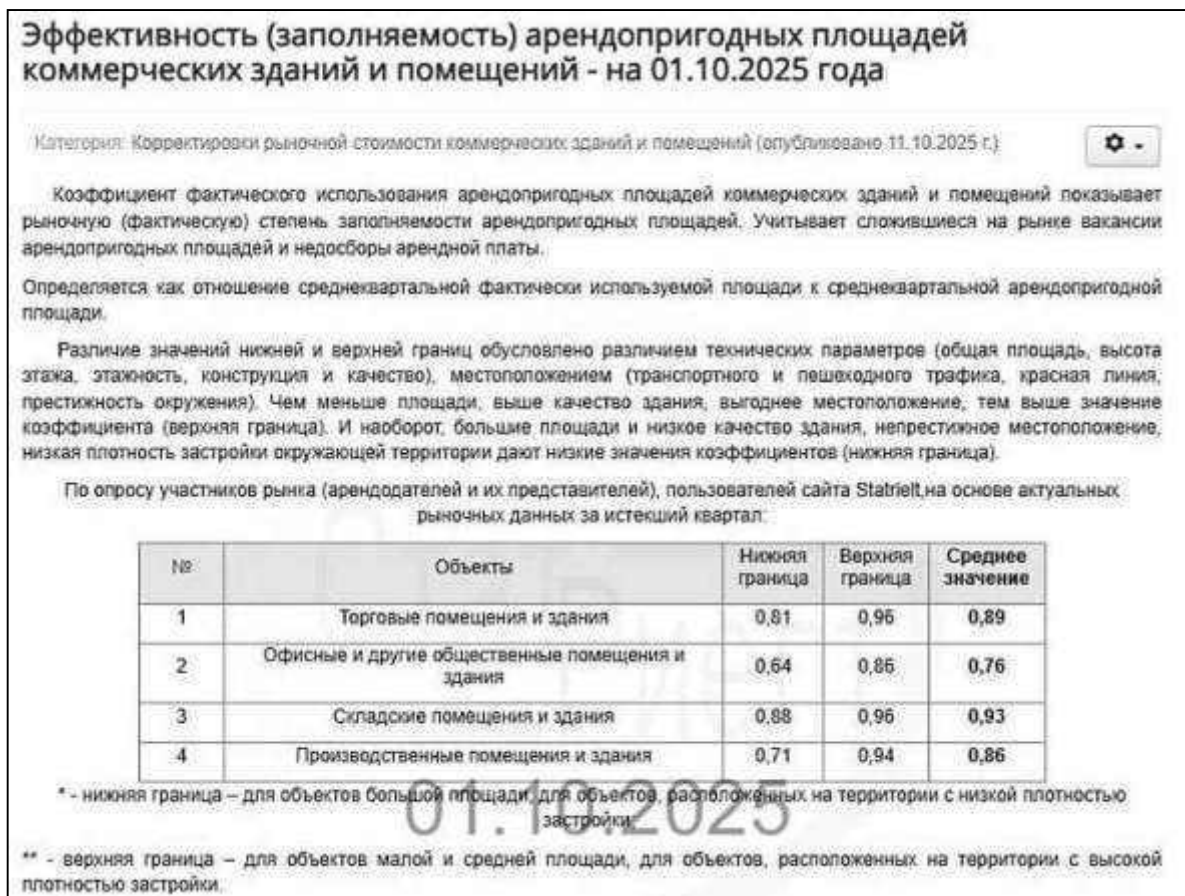 Эффективность (заполняемость) арендопригодных площадей
коммерческих зданий и помещений - на 01.10.2025 года
Категория: Корректировки рыночной стоимости коммерческих зданий и помещений (опубликовано 11.10.2025 г.)
Коэффициент фактического использования арендопригодных площадей коммерческих зданий и помещений показывает
рыночную (фактическую) степень заполняемости арендопригодных площадей. Учитывает сложившиеся на рынке вакансии
арендопригодных площадей и недосборы арендной платы.
Определяется как отношение среднеквартальной фактически используемой площади к среднеквартальной арендопригодной
площади.
Различие значений нижней и верхней границ обусловлено различием технических параметров (общая площадь, высота
этажа, этажность, конструкция и качество), местоположением (транспортного и пешеходного трафика, красная линия,
престижность окружения). Чем меньше площади, выше качество здания, выгоднее местоположение, тем выше значение
коэффициента (верхняя граница). И наоборот, большие площади и низкое качество здания, непрестижное местоположение,
низкая плотность застройки окружающей территории дают низкие значения коэффициентов (нижняя граница).
По опросу участников рынка (арендодателей и их представителей), пользователей сайта Statrielt,на основе актуальных
рыночных данных за истекший квартал:
№ Объекты Нижняя граница Верхняя граница Среднее значение
1 Торговые помещения и здания 0,81 0,96 0,89
2 Офисные и другие общественные помещения и здания 0,64 0,86 0,76
3 Складские помещения и здания 0,88 0,96 0,93
4 Производственные помещения и здания 0,71 0,94 0,86
* - нижняя граница – для объектов большой площади, для объектов, расположенных на территории с низкой плотностью
застройки.
01.10.2025
** - верхняя граница – для объектов малой и средней площади, для объектов, расположенных на территории с высокой
плотностью застройки.